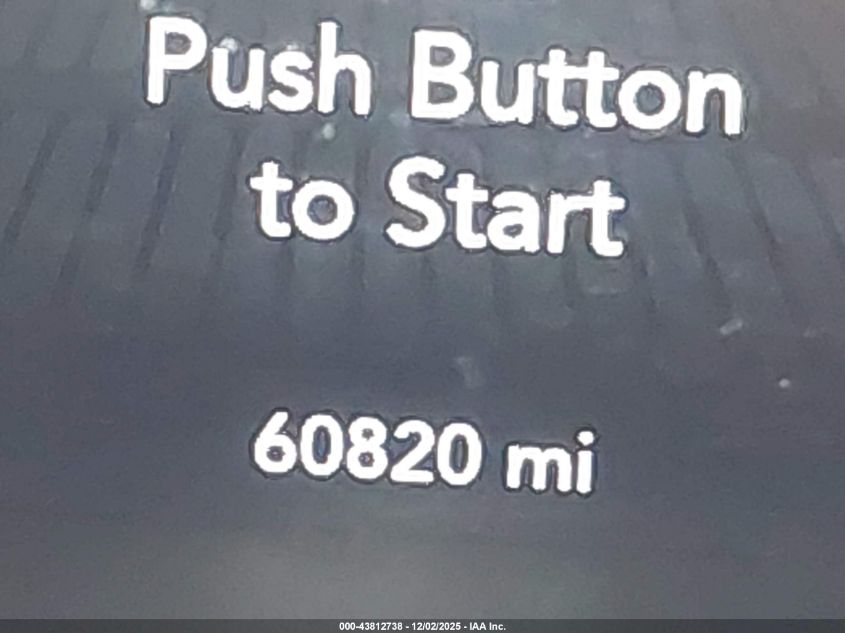 Push Button
to Start
60820 mi
000-43812738 - 12/02/2025 - IAA Inc.